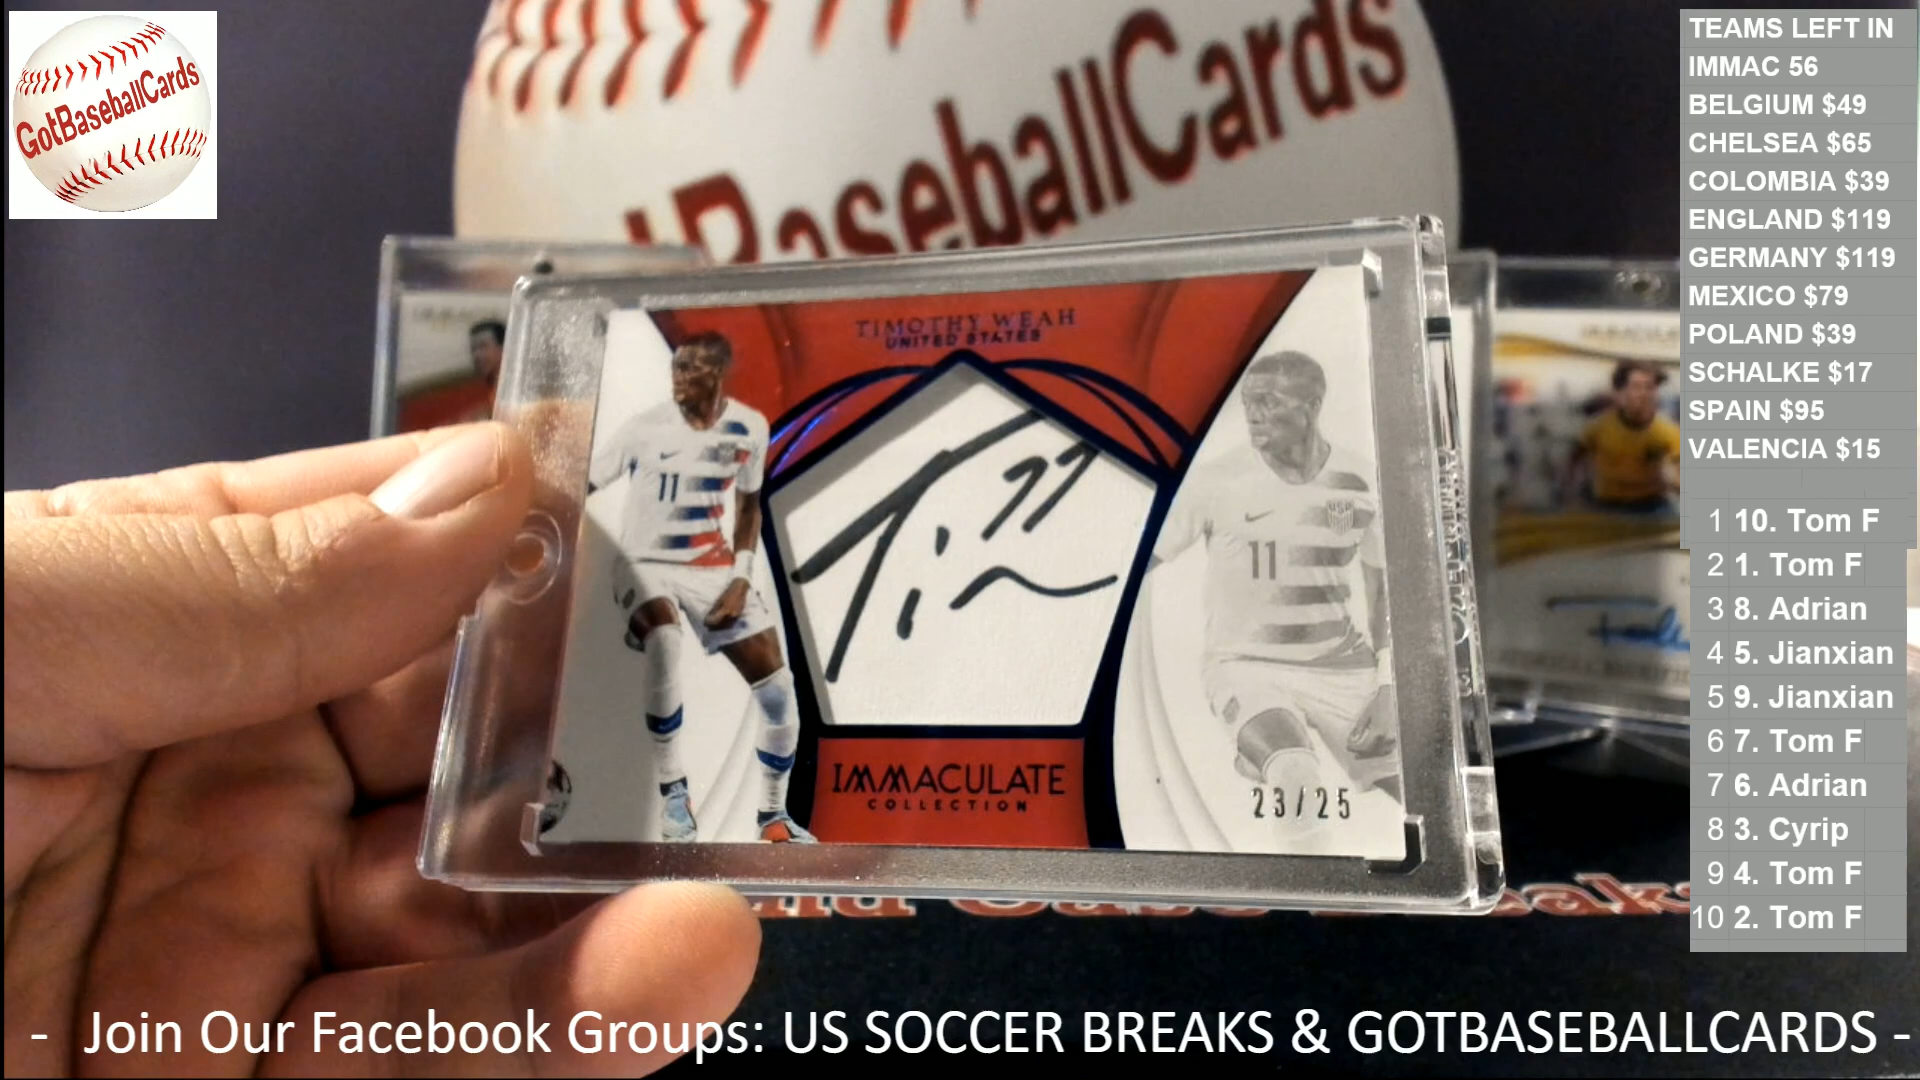 GotBaseballCards
BaseballCards
TIMOTHY WEAH
UNITED STATES
11
11
Tim
IMMACULATE
COLLECTION
23/25
TEAMS LEFT IN
IMMAC 56
BELGIUM $49
CHELSEA $65
COLOMBIA $39
ENGLAND $119
GERMANY $119
MEXICO $79
POLAND $39
SCHALKE $17
SPAIN $95
VALENCIA $15
1 10. Tom F
2 1. Tom F
3 8. Adrian
4 5. Jianxian
5 9. Jianxian
6 7. Tom F
7 6. Adrian
8 3. Cyrip
9 4. Tom F
10 2. Tom F
- Join Our Facebook Groups: US SOCCER BREAKS & GOTBASEBALLCARDS -